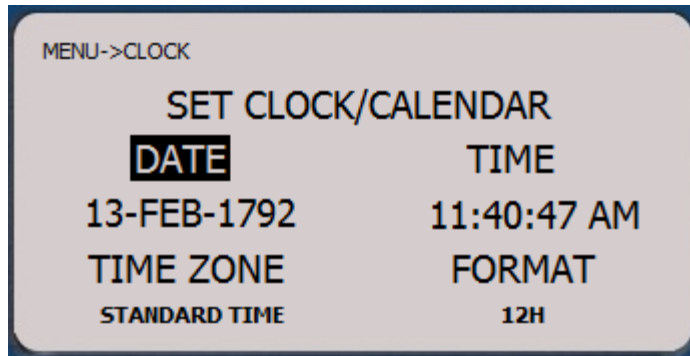 MENU->CLOCK
SET CLOCK/CALENDAR
DATE TIME
13-FEB-1792 11:40:47 AM
TIME ZONE FORMAT
STANDARD TIME 12H